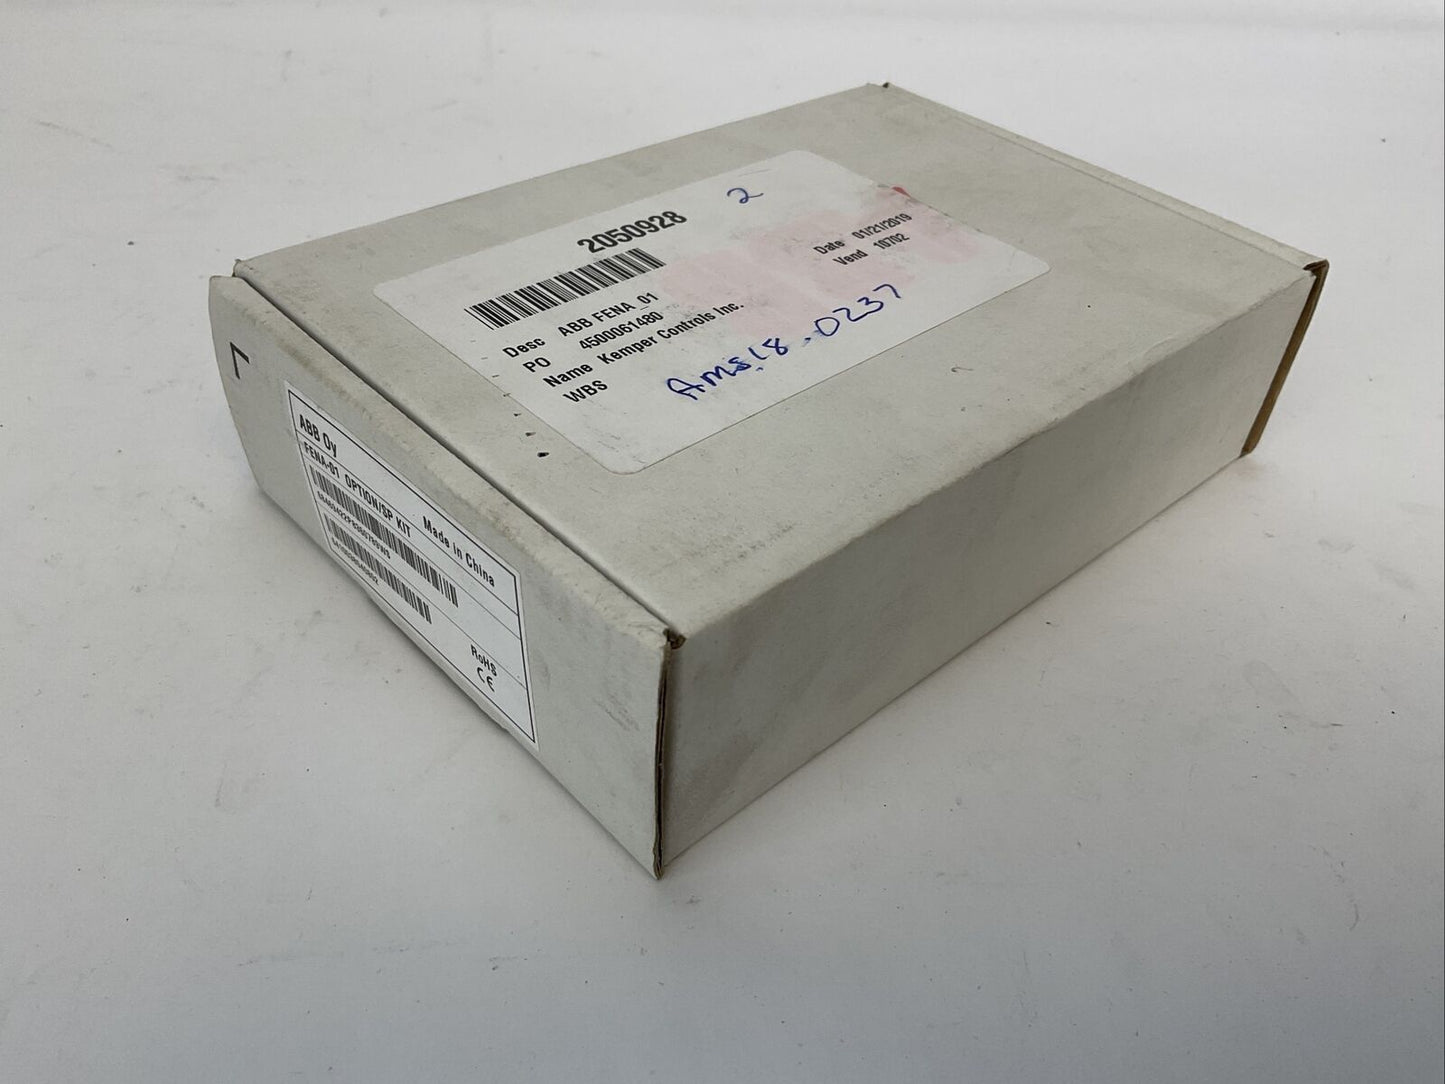 2050928
2
Date 01/21/2019
Vend 10702
Desc ABB FENA_01
PO 4500061480
Name Kemper Controls Inc.
WBS
AMS18-0237
ABB Oy
Made in China
FENA-01 OPTION/SP KIT
RoHS
CE